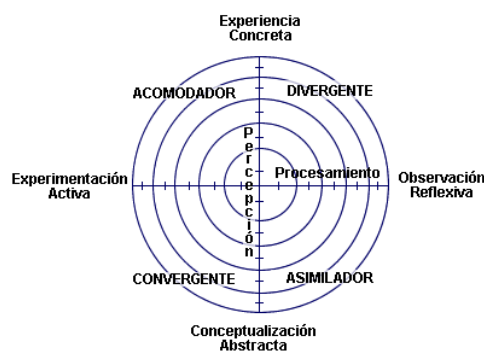 Experiencia
Concreta
ACOMODADOR
DIVERGENTE
Percepción
Procesamiento
Experimentación
Activa
Observación
Reflexiva
CONVERGENTE
ASIMILADOR
Conceptualización
Abstracta